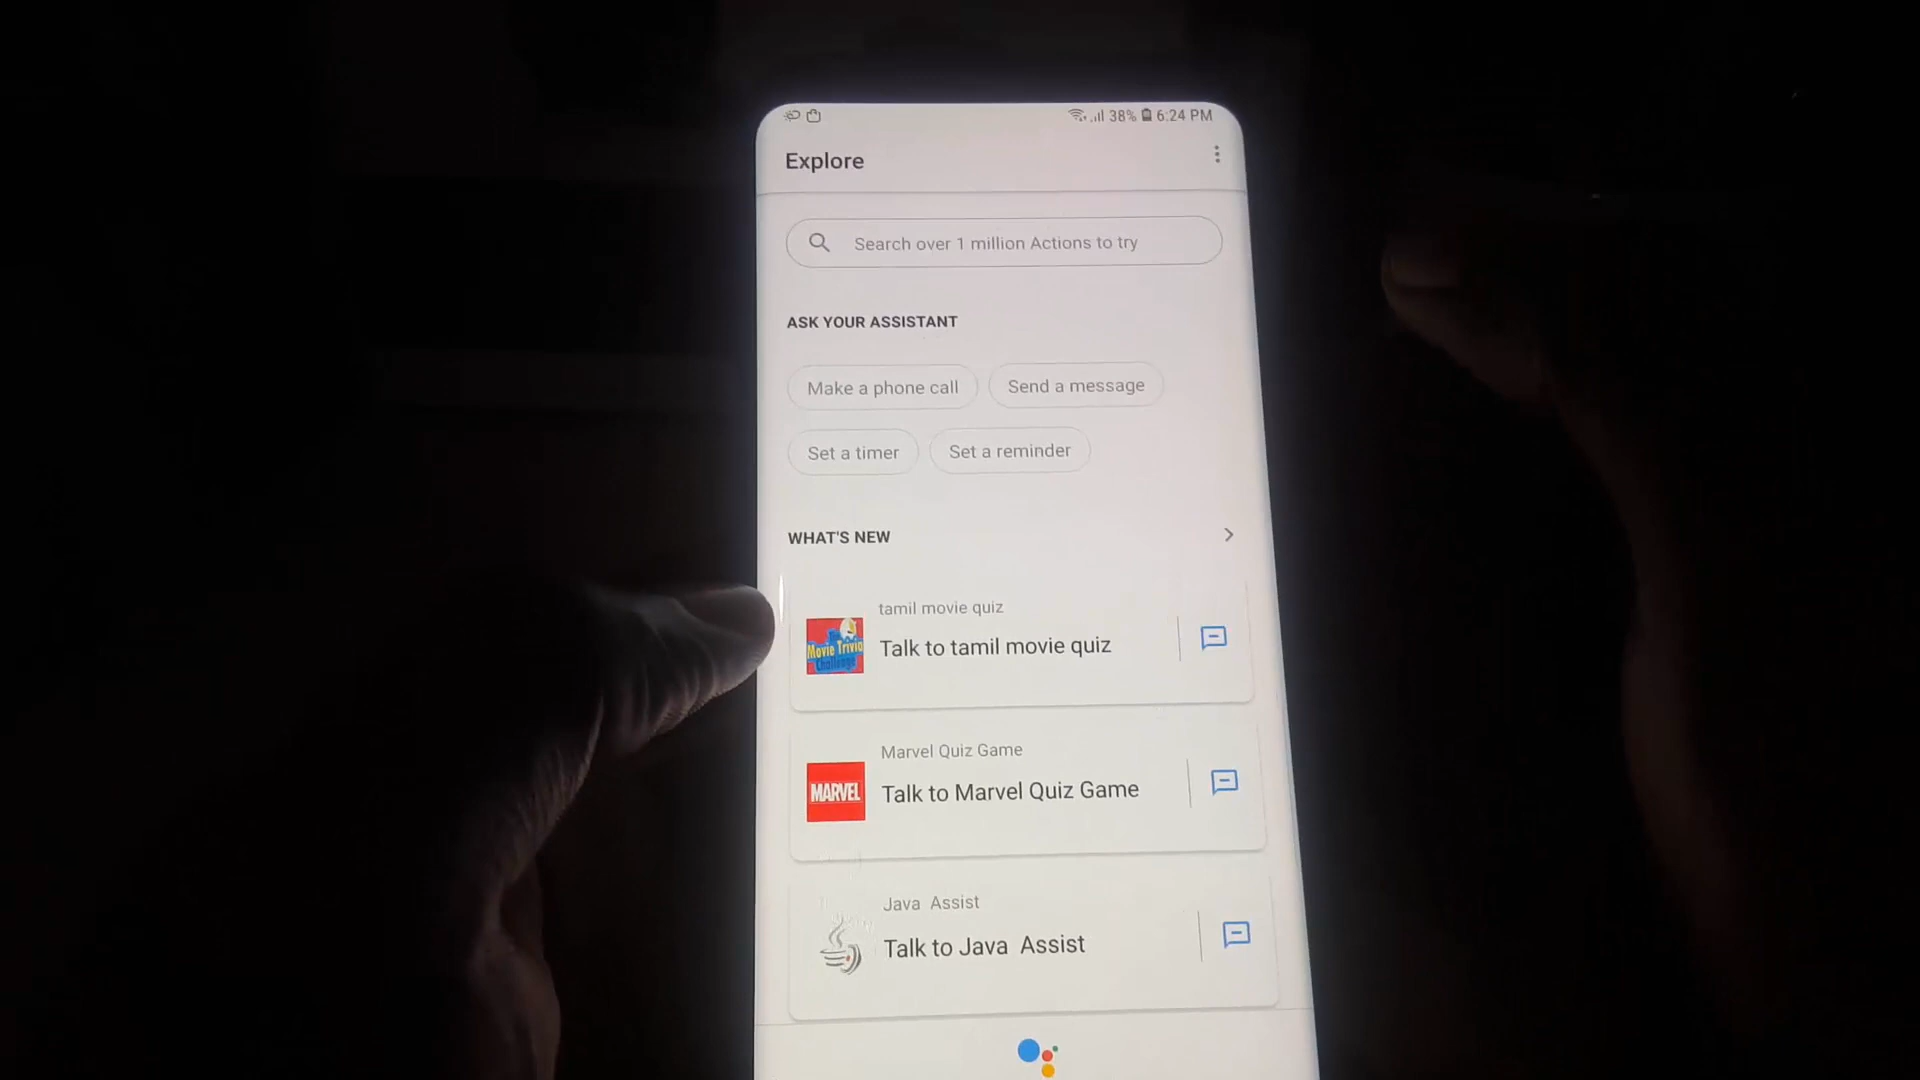 38% 6:24 PM
Explore
Search over 1 million Actions to try
ASK YOUR ASSISTANT
Make a phone call
Send a message
Set a timer
Set a reminder
WHAT'S NEW
tamil movie quiz
Movie Trivia
Challenge
Talk to tamil movie quiz
Marvel Quiz Game
MARVEL
Talk to Marvel Quiz Game
Java Assist
Talk to Java Assist